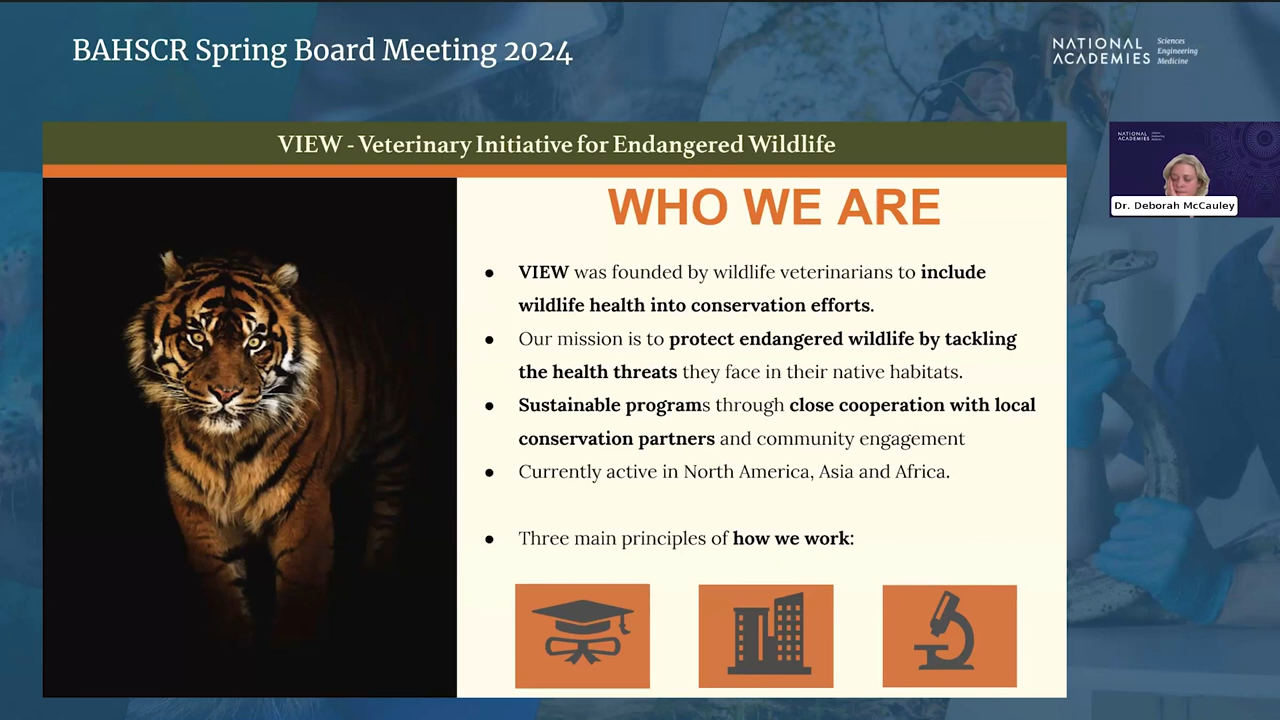 BAHSCR Spring Board Meeting 2024
NATIONAL
ACADEMIES
Sciences
Engineering
Medicine
VIEW - Veterinary Initiative for Endangered Wildlife
NATIONAL
ACADEMIES
Dr. Deborah McCauley
WHO WE ARE
● VIEW was founded by wildlife veterinarians to include
wildlife health into conservation efforts.
● Our mission is to protect endangered wildlife by tackling
the health threats they face in their native habitats.
● Sustainable programs through close cooperation with local
conservation partners and community engagement
● Currently active in North America, Asia and Africa.
● Three main principles of how we work: